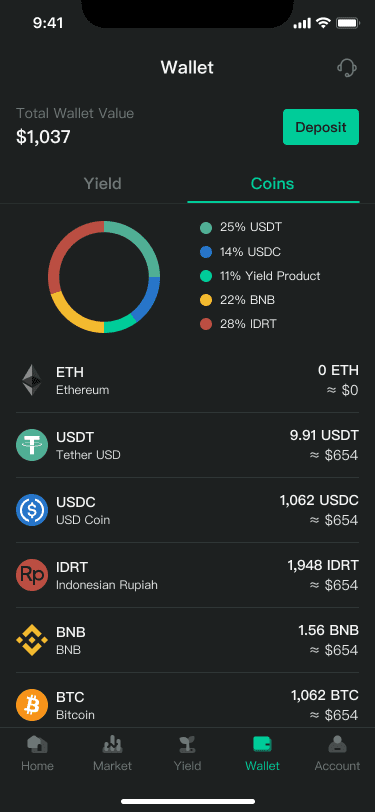 9:41
Wallet
Total Wallet Value
$1,037
Deposit
Yield
Coins
25% USDT
14% USDC
11% Yield Product
22% BNB
28% IDRT
ETH
0 ETH
Ethereum
≈ $0
USDT
9.91 USDT
Tether USD
≈ $654
USDC
1,062 USDC
USD Coin
≈ $654
Rp
IDRT
1,948 IDRT
Indonesian Rupiah
≈ $654
BNB
1.56 BNB
BNB
≈ $654
BTC
1,062 BTC
Bitcoin
≈ $654
Home
Market
Yield
Wallet
Account